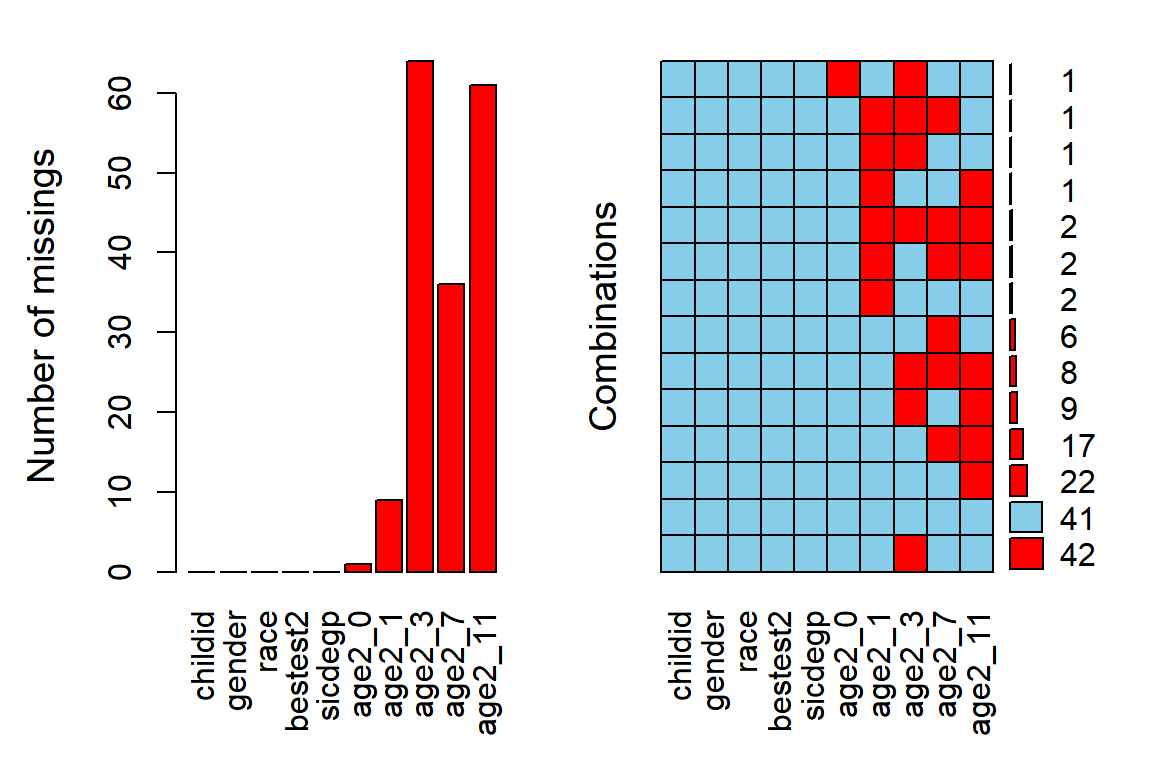 Number of missings
0
10
20
30
40
50
60
childid
gender
race
bestest2
sicdegp
age2_0
age2_1
age2_3
age2_7
age2_11
Combinations
1
1
1
1
2
2
2
6
8
9
17
22
41
42
childid
gender
race
bestest2
sicdegp
age2_0
age2_1
age2_3
age2_7
age2_11